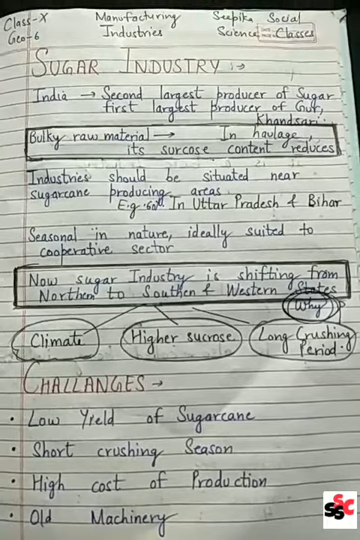 Class-X Manufacturing Seepika Social
Geo-6 Industries Science Classes
SUGAR INDUSTRY :→
India → Second largest producer of Sugar
first largest producer of Gur,
Khandsari.
Bulky raw material → In haulage,
its surcose content reduces
Industries should be situated near
sugarcane producing areas.
E.g. 60% In Uttar Pradesh & Bihar
Seasonal in nature, ideally suited to
cooperative sector
Now sugar Industry is shifting from
Northen to Southen & Western States
Why
Climate Higher sucrose Long Crushing
Period.
CHALLANGES →
• Low Yield of Sugarcane
• Short crushing Season
• High cost of Production
• Old Machinery
SSC